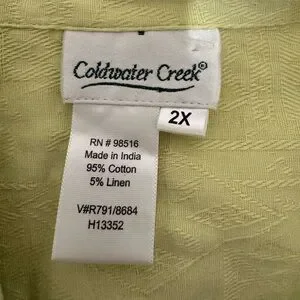 Coldwater Creek®
2X
RN # 98516
Made in India
95% Cotton
5% Linen
V#R791/8684
H13352